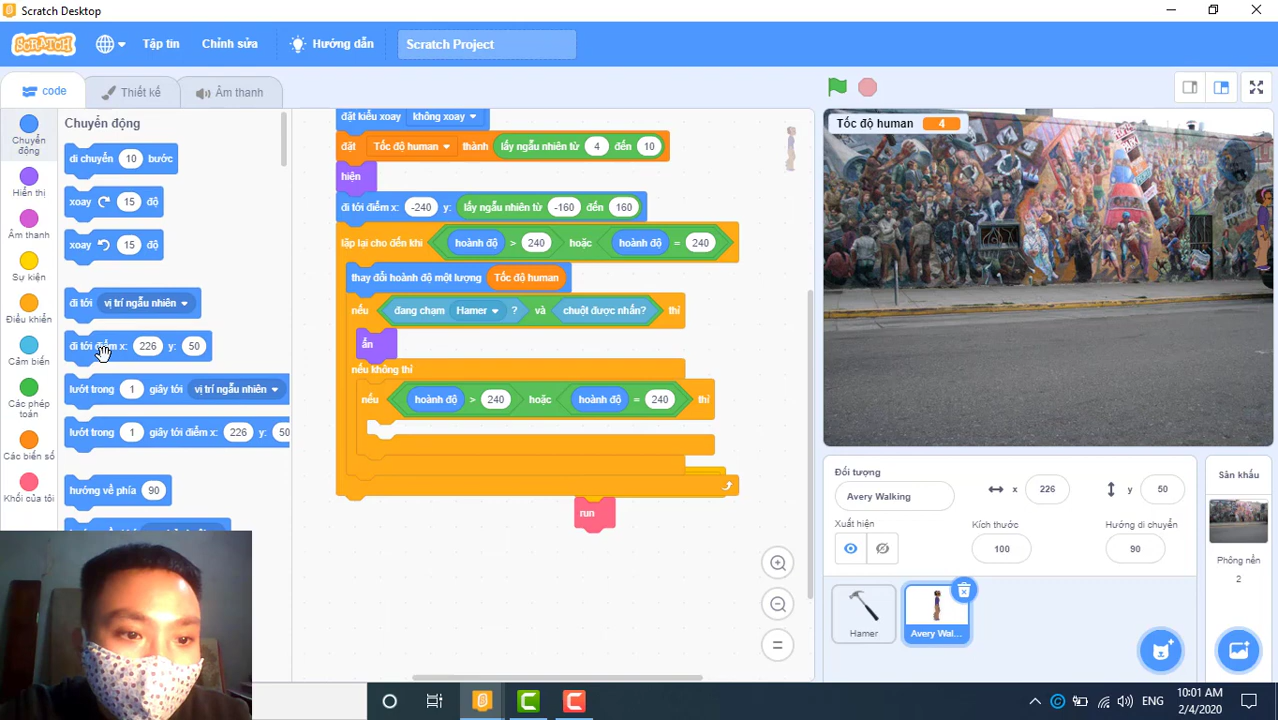 Scratch Desktop
SCRATCH Tập tin Chỉnh sửa Hướng dẫn Scratch Project
code Thiết kế Âm thanh
Chuyển động
Hiển thị
Âm thanh
Sự kiện
Điều khiển
Cảm biến
Các phép toán
Các biến số
Khối của tôi
Chuyển động
di chuyển 10 bước
xoay 15 độ
xoay 15 độ
đi tới vị trí ngẫu nhiên
đi tới điểm x: 226 y: 50
lướt trong 1 giây tới vị trí ngẫu nhiên
lướt trong 1 giây tới điểm x: 226 y: 50
hướng về phía 90
đặt kiểu xoay không xoay
đặt Tốc độ human thành lấy ngẫu nhiên từ 4 đến 10
hiện
đi tới điểm x: -240 y: lấy ngẫu nhiên từ -160 đến 160
lặp lại cho đến khi hoành độ > 240 hoặc hoành độ = 240
thay đổi hoành độ một lượng Tốc độ human
nếu đang chạm Hamer ? và chuột được nhấn? thì
ẩn
nếu không thì
nếu hoành độ > 240 hoặc hoành độ = 240 thì
run
Tốc độ human 4
Đối tượng
Avery Walking x 226 y 50
Xuất hiện Kích thước Hướng di chuyển
100 90
Hamer Avery Wal...
Sân khấu
Phông nền
2
ENG 10:01 AM
2/4/2020